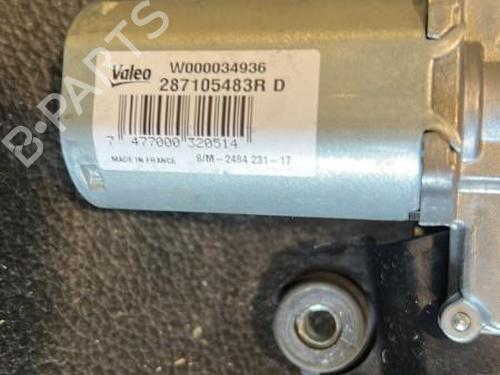 B-PARTS
Valeo
W000034936
287105483R D
7 477000 320514
MADE IN FRANCE 8/M-2484 231-17